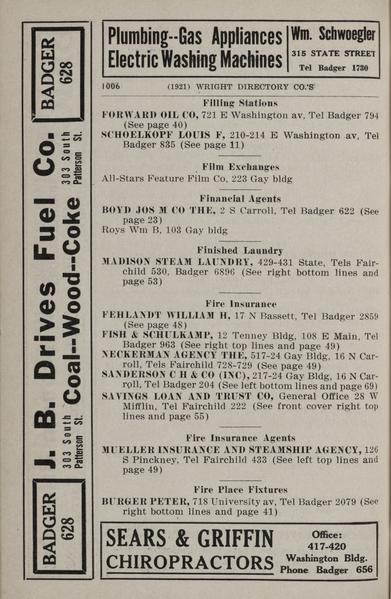 Plumbing--Gas Appliances
Electric Washing Machines
Wm. Schwoegler
315 STATE STREET
Tel Badger 1730
1006 (1921) WRIGHT DIRECTORY CO.'S
Filling Stations
FORWARD OIL CO, 721 E Washington av, Tel Badger 794
(See page 40)
SCHOELKOPF LOUIS F, 210-214 E Washington av, Tel
Badger 835 (See page 11)
Film Exchanges
All-Stars Feature Film Co, 223 Gay bldg
Financial Agents
BOYD JOS M CO THE, 2 S Carroll, Tel Badger 622 (See
page 23)
Roys Wm B, 103 Gay bldg
Finished Laundry
MADISON STEAM LAUNDRY, 429-431 State, Tels Fair-
child 530, Badger 6896 (See right bottom lines and
page 53)
Fire Insurance
FEHLANDT WILLIAM H, 17 N Bassett, Tel Badger 2859
(See page 48)
FISH & SCHULKAMP, 12 Tenney Bldg, 108 E Main, Tel
Badger 963 (See right top lines and page 49)
NECKERMAN AGENCY THE, 517-24 Gay Bldg, 16 N Car-
roll, Tels Fairchild 728-729 (See page 49)
SANDERSON C H & CO (INC), 217-24 Gay Bldg, 16 N Car-
roll, Tel Badger 204 (See left bottom lines and page 69)
SAVINGS LOAN AND TRUST CO, General Office 28 W
Mifflin, Tel Fairchild 222 (See front cover right top
lines and page 55)
Fire Insurance Agents
MUELLER INSURANCE AND STEAMSHIP AGENCY, 126
S Pinckney, Tel Fairchild 433 (See left top lines and
page 49)
Fire Place Fixtures
BURGER PETER, 718 University av, Tel Badger 2079 (See
right bottom lines and page 41)
SEARS & GRIFFIN
CHIROPRACTORS
Office:
417-420
Washington Bldg.
Phone Badger 656
BADGER
628
J. B. Drives Fuel Co.
303 South
Patterson St.
Coal--Wood--Coke
303 South
Patterson St.
BADGER
628